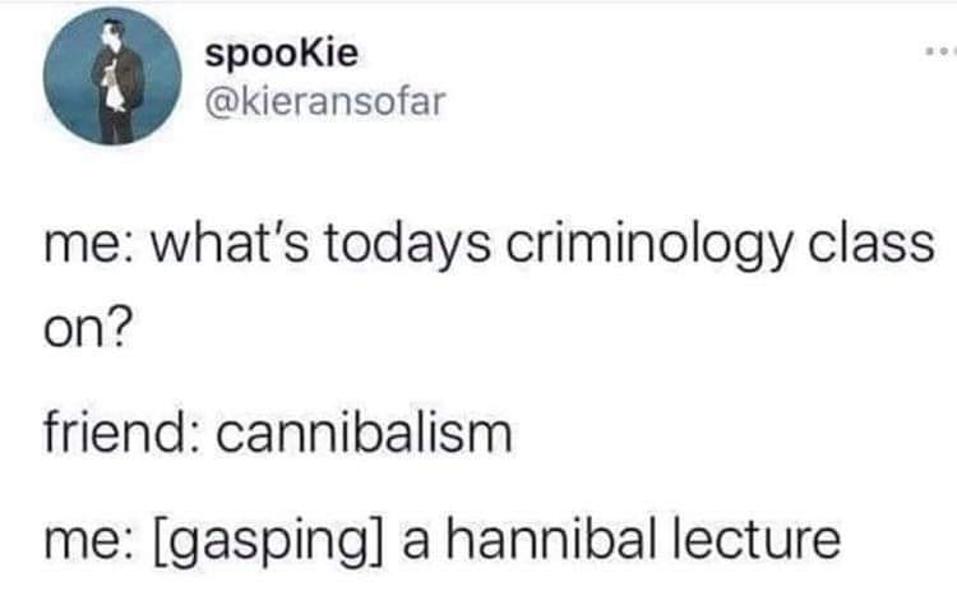 spooKie
@kieransofar
me: what's todays criminology class
on?
friend: cannibalism
me: [gasping] a hannibal lecture